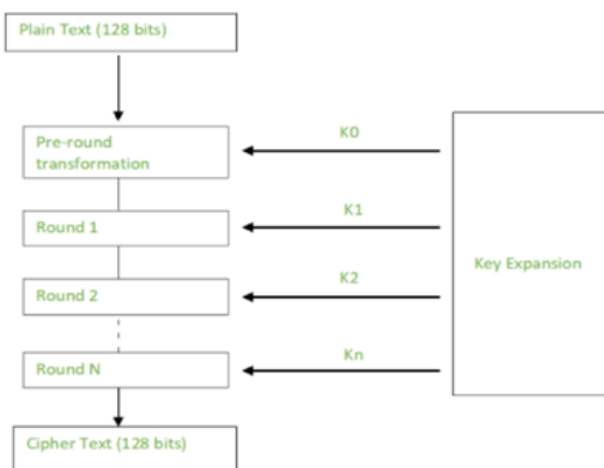 Plain Text (128 bits)
Pre-round
transformation
K0
Round 1
K1
Key Expansion
Round 2
K2
Round N
Kn
Cipher Text (128 bits)